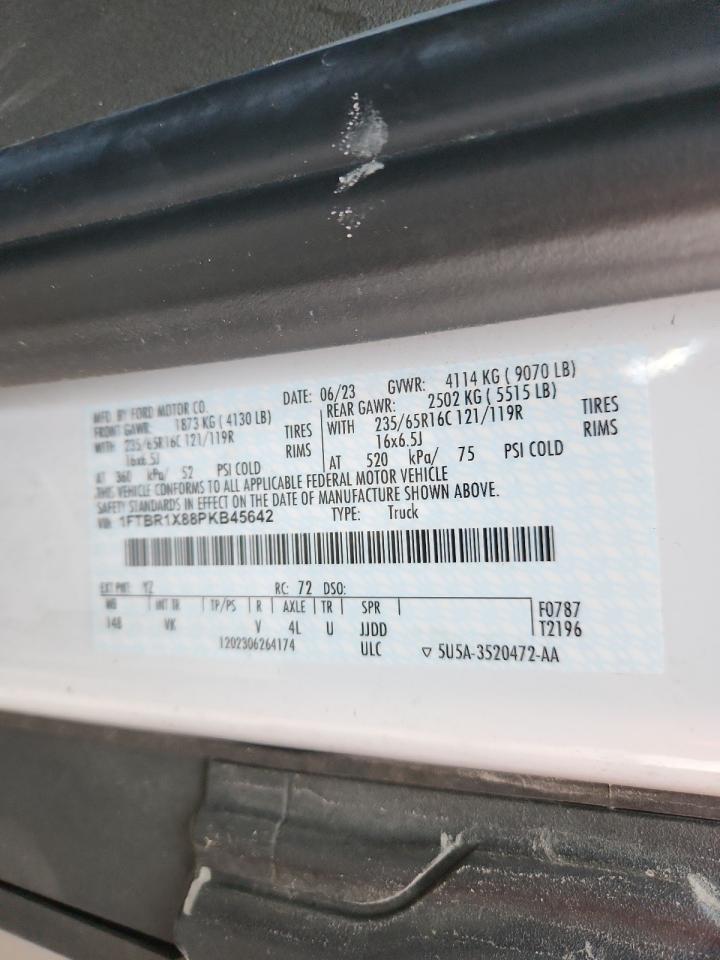 MFD. BY FORD MOTOR CO. DATE: 06/23 GVWR: 4114 KG ( 9070 LB)
FRONT GAWR: 1873 KG ( 4130 LB) REAR GAWR: 2502 KG ( 5515 LB)
WITH 235/65R16C 121/119R TIRES WITH 235/65R16C 121/119R TIRES
16x6.5J RIMS 16x6.5J RIMS
AT 360 kPa/ 52 PSI COLD AT 520 kPa/ 75 PSI COLD
THIS VEHICLE CONFORMS TO ALL APPLICABLE FEDERAL MOTOR VEHICLE
SAFETY STANDARDS IN EFFECT ON THE DATE OF MANUFACTURE SHOWN ABOVE.
VIN: 1FTBR1X88PKB45642 TYPE: Truck
EXT PNT: YZ RC: 72 DSO:
WB INT TR TP/PS R AXLE TR SPR F0787
148 VK V 4L U JJDD T2196
1202306264174 ULC ▽ 5U5A-3520472-AA